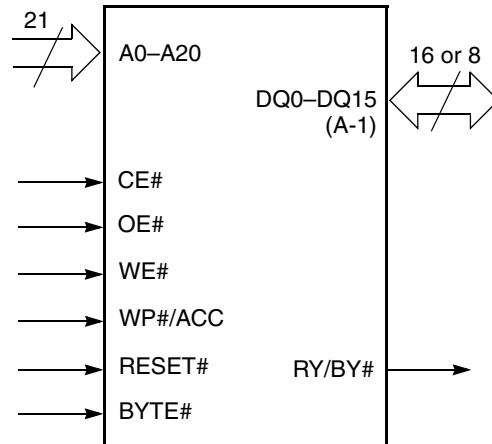 21
A0–A20
16 or 8
DQ0–DQ15
(A-1)
CE#
OE#
WE#
WP#/ACC
RESET#
RY/BY#
BYTE#